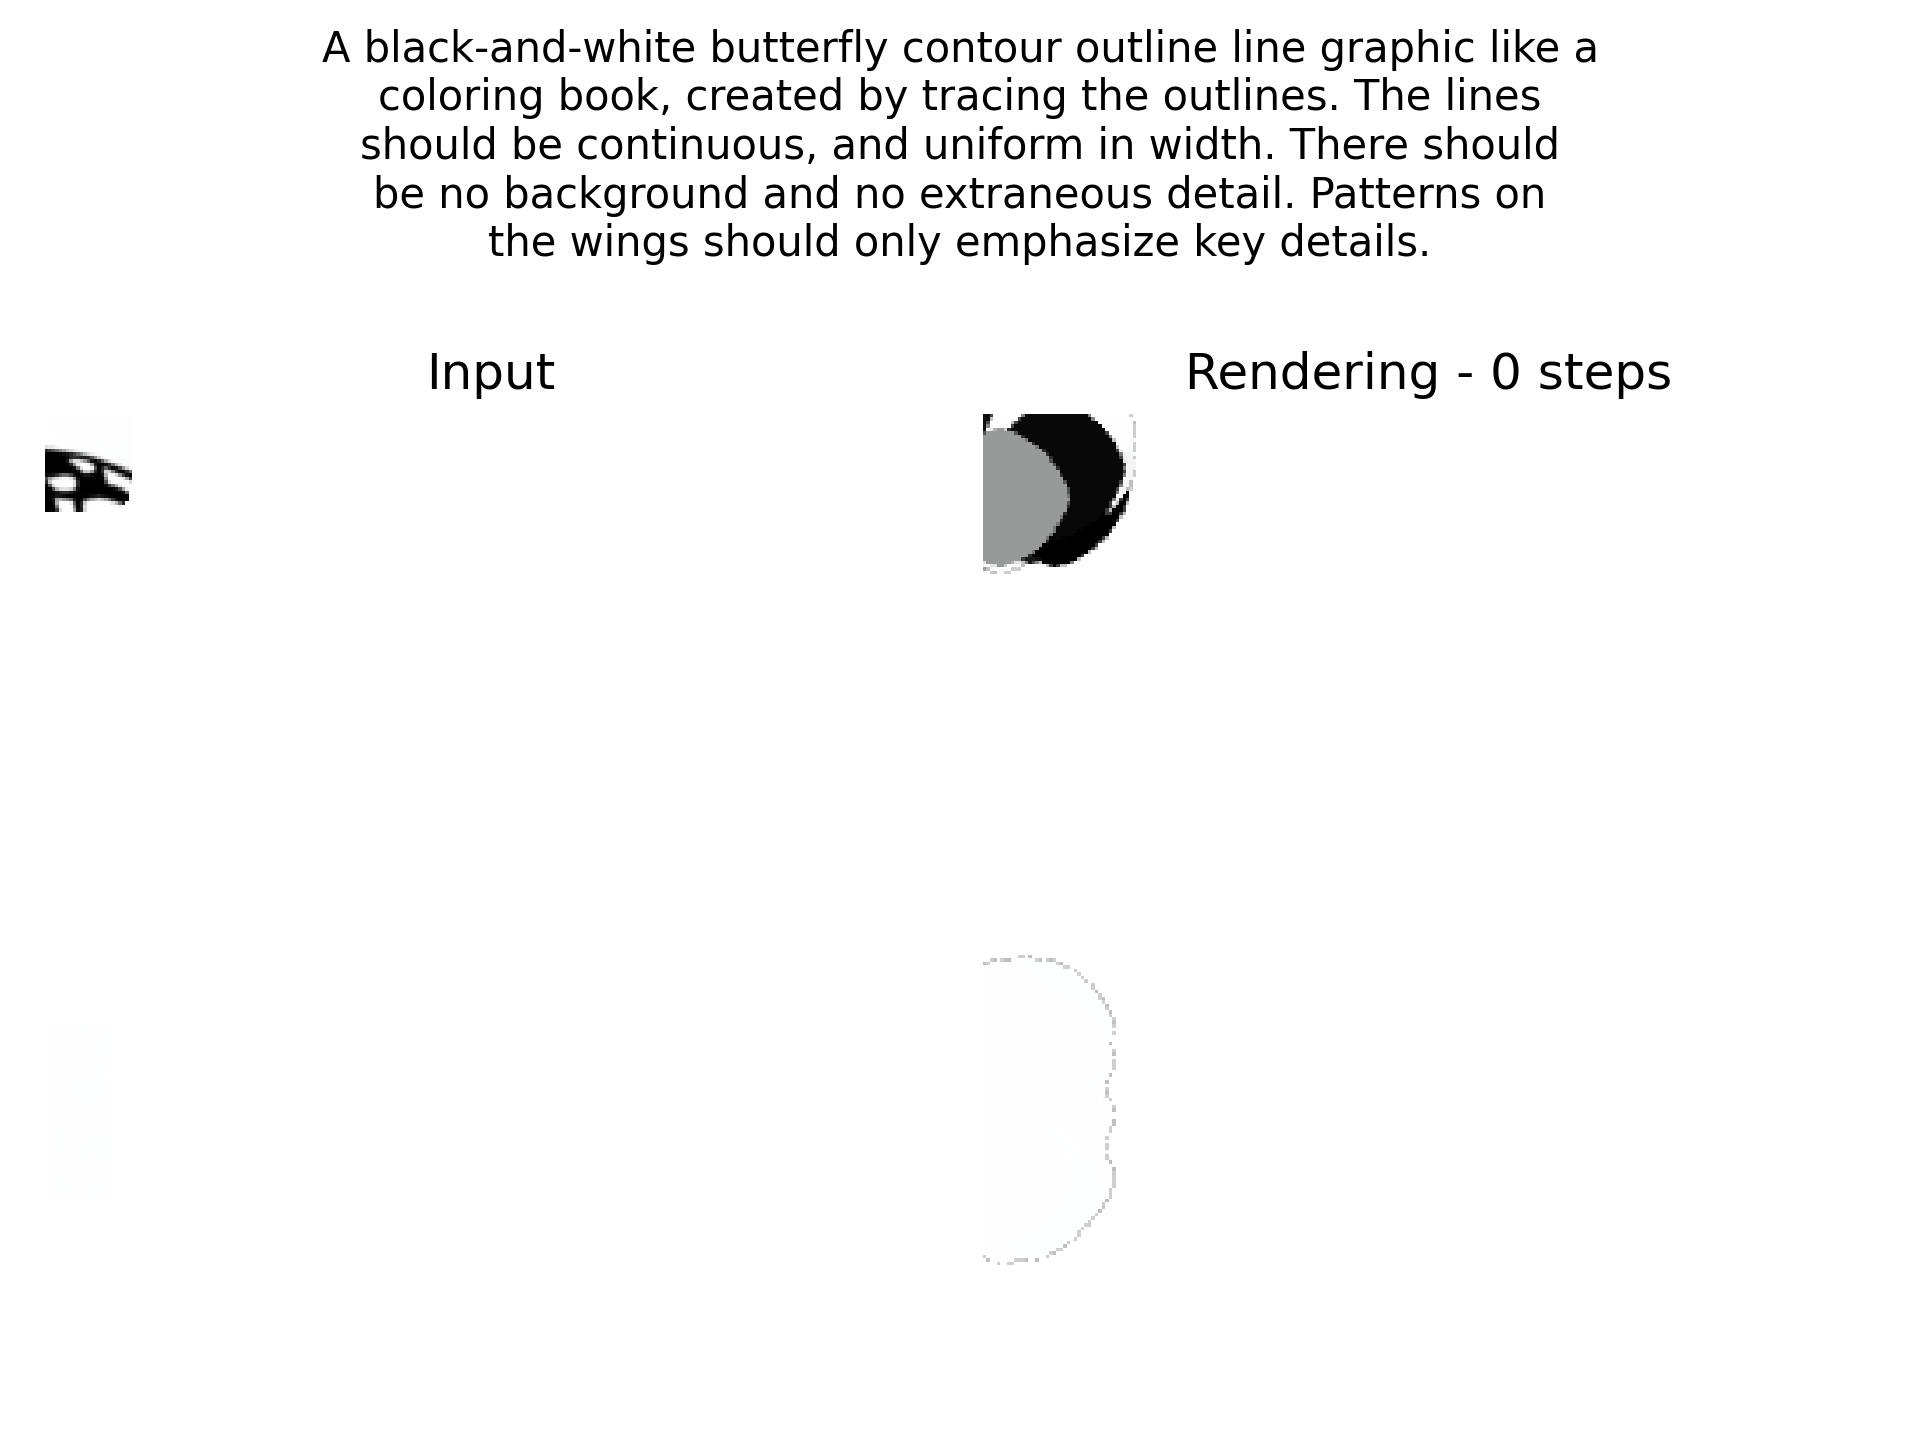 A black-and-white butterfly contour outline line graphic like a
coloring book, created by tracing the outlines. The lines
should be continuous, and uniform in width. There should
be no background and no extraneous detail. Patterns on
the wings should only emphasize key details.
Input
Rendering - 0 steps